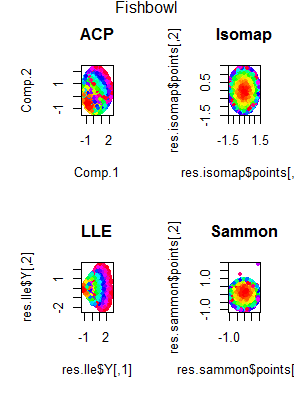 Fishbowl
ACP
Comp.2
-1 1
-1 2
Comp.1
Isomap
res.isomap$points[,2]
-1.5 0.5
-1.5 1.5
res.isomap$points[,
LLE
res.lle$Y[,2]
-2 1
-1 2
res.lle$Y[,1]
Sammon
res.sammon$points[,2]
-1.0 1.0
-1.0
res.sammon$points[